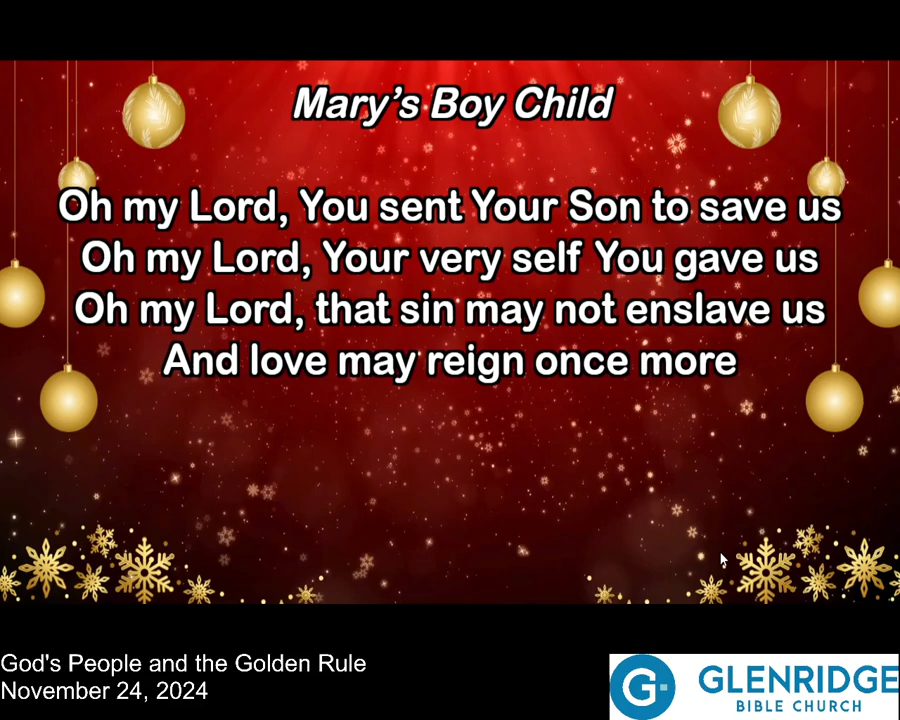 Mary's Boy Child
Oh my Lord, You sent Your Son to save us
Oh my Lord, Your very self You gave us
Oh my Lord, that sin may not enslave us
And love may reign once more
God's People and the Golden Rule
November 24, 2024
G
GLENRIDGE
BIBLE CHURCH